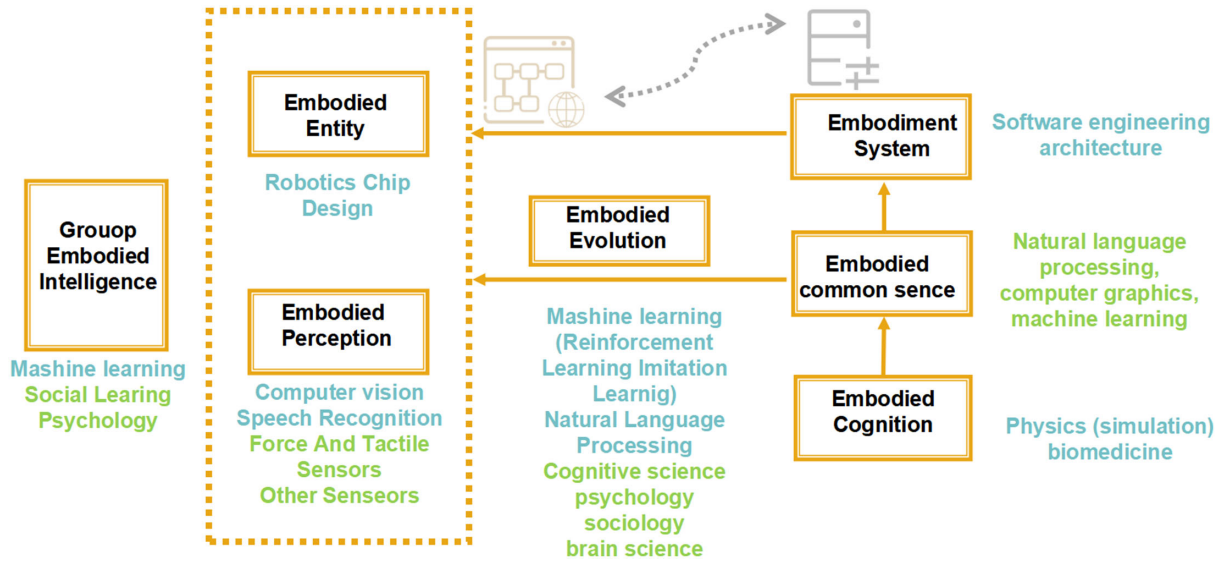 Grouop
Embodied
Intelligence
Mashine learning
Social Learing
Psychology
Embodied
Entity
Robotics Chip
Design
Embodied
Perception
Computer vision
Speech Recognition
Force And Tactile
Sensors
Other Senseors
Embodied
Evolution
Mashine learning
(Reinforcement
Learning Imitation
Learnig)
Natural Language
Processing
Cognitive science
psychology
sociology
brain science
Embodiment
System
Software engineering
architecture
Embodied
common sence
Natural language
processing,
computer graphics,
machine learning
Embodied
Cognition
Physics (simulation)
biomedicine